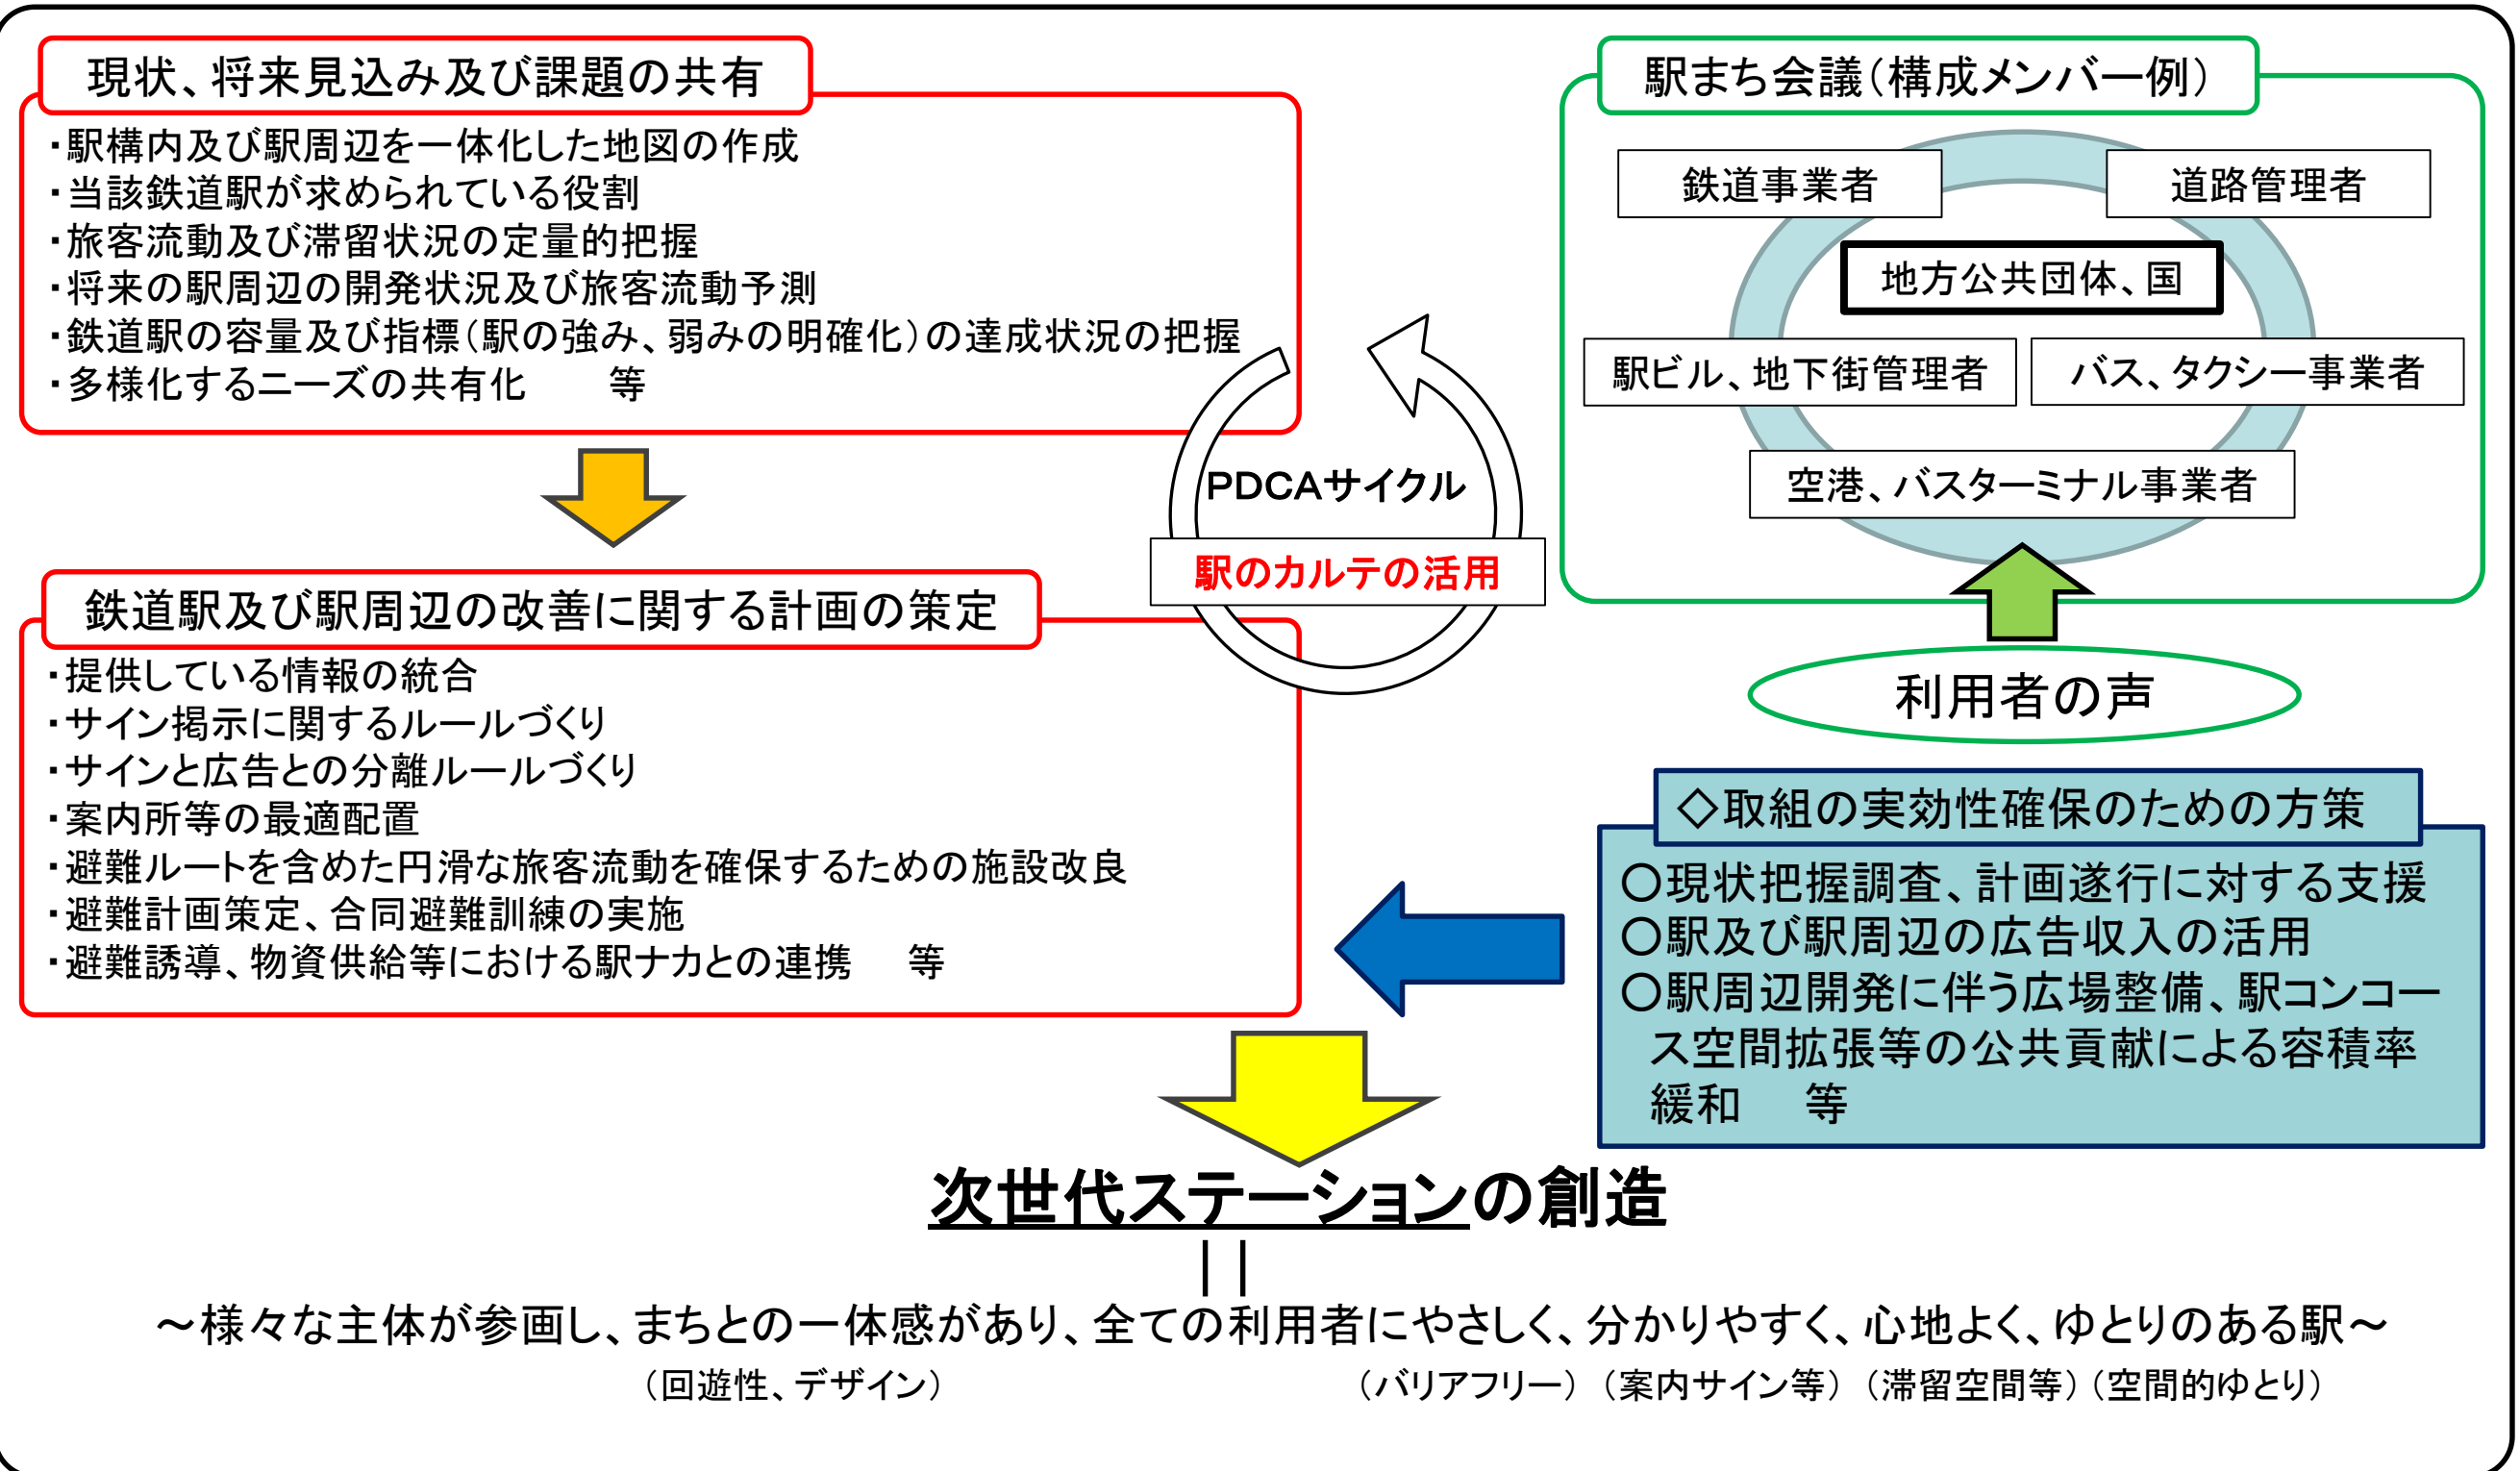 現状、将来見込み及び課題の共有
・駅構内及び駅周辺を一体化した地図の作成
・当該鉄道駅が求められている役割
・旅客流動及び滞留状況の定量的把握
・将来の駅周辺の開発状況及び旅客流動予測
・鉄道駅の容量及び指標（駅の強み、弱みの明確化）の達成状況の把握
・多様化するニーズの共有化　　等
鉄道駅及び駅周辺の改善に関する計画の策定
・提供している情報の統合
・サイン掲示に関するルールづくり
・サインと広告との分離ルールづくり
・案内所等の最適配置
・避難ルートを含めた円滑な旅客流動を確保するための施設改良
・避難計画策定、合同避難訓練の実施
・避難誘導、物資供給等における駅ナカとの連携　　等
PDCAサイクル
駅のカルテの活用
駅まち会議（構成メンバー例）
鉄道事業者
道路管理者
地方公共団体、国
駅ビル、地下街管理者
バス、タクシー事業者
空港、バスターミナル事業者
利用者の声
◇取組の実効性確保のための方策
〇現状把握調査、計画遂行に対する支援
〇駅及び駅周辺の広告収入の活用
〇駅周辺開発に伴う広場整備、駅コンコー
ス空間拡張等の公共貢献による容積率
緩和　　等
次世代ステーションの創造
||
～様々な主体が参画し、まちとの一体感があり、全ての利用者にやさしく、分かりやすく、心地よく、ゆとりのある駅～
（回遊性、デザイン）　　（バリアフリー）（案内サイン等）（滞留空間等）（空間的ゆとり）